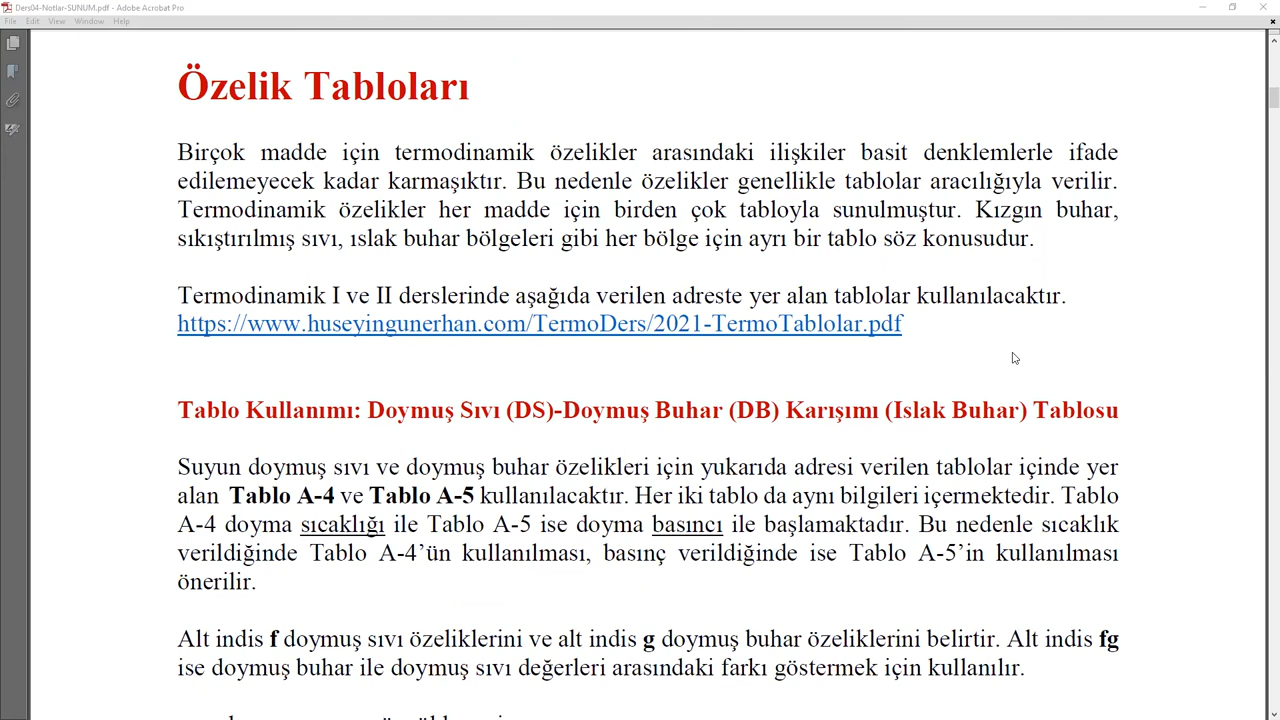 Ders04-Notlar-SUNUM.pdf - Adobe Acrobat Pro
File Edit View Window Help
Özelik Tabloları
Birçok madde için termodinamik özelikler arasındaki ilişkiler basit denklemlerle ifade
edilemeyecek kadar karmaşıktır. Bu nedenle özelikler genellikle tablolar aracılığıyla verilir.
Termodinamik özelikler her madde için birden çok tabloyla sunulmuştur. Kızgın buhar,
sıkıştırılmış sıvı, ıslak buhar bölgeleri gibi her bölge için ayrı bir tablo söz konusudur.
Termodinamik I ve II derslerinde aşağıda verilen adreste yer alan tablolar kullanılacaktır.
https://www.huseyingunerhan.com/TermoDers/2021-TermoTablolar.pdf
Tablo Kullanımı: Doymuş Sıvı (DS)-Doymuş Buhar (DB) Karışımı (Islak Buhar) Tablosu
Suyun doymuş sıvı ve doymuş buhar özelikleri için yukarıda adresi verilen tablolar içinde yer
alan Tablo A-4 ve Tablo A-5 kullanılacaktır. Her iki tablo da aynı bilgileri içermektedir. Tablo
A-4 doyma sıcaklığı ile Tablo A-5 ise doyma basıncı ile başlamaktadır. Bu nedenle sıcaklık
verildiğinde Tablo A-4’ün kullanılması, basınç verildiğinde ise Tablo A-5’in kullanılması
önerilir.
Alt indis f doymuş sıvı özeliklerini ve alt indis g doymuş buhar özeliklerini belirtir. Alt indis fg
ise doymuş buhar ile doymuş sıvı değerleri arasındaki farkı göstermek için kullanılır.